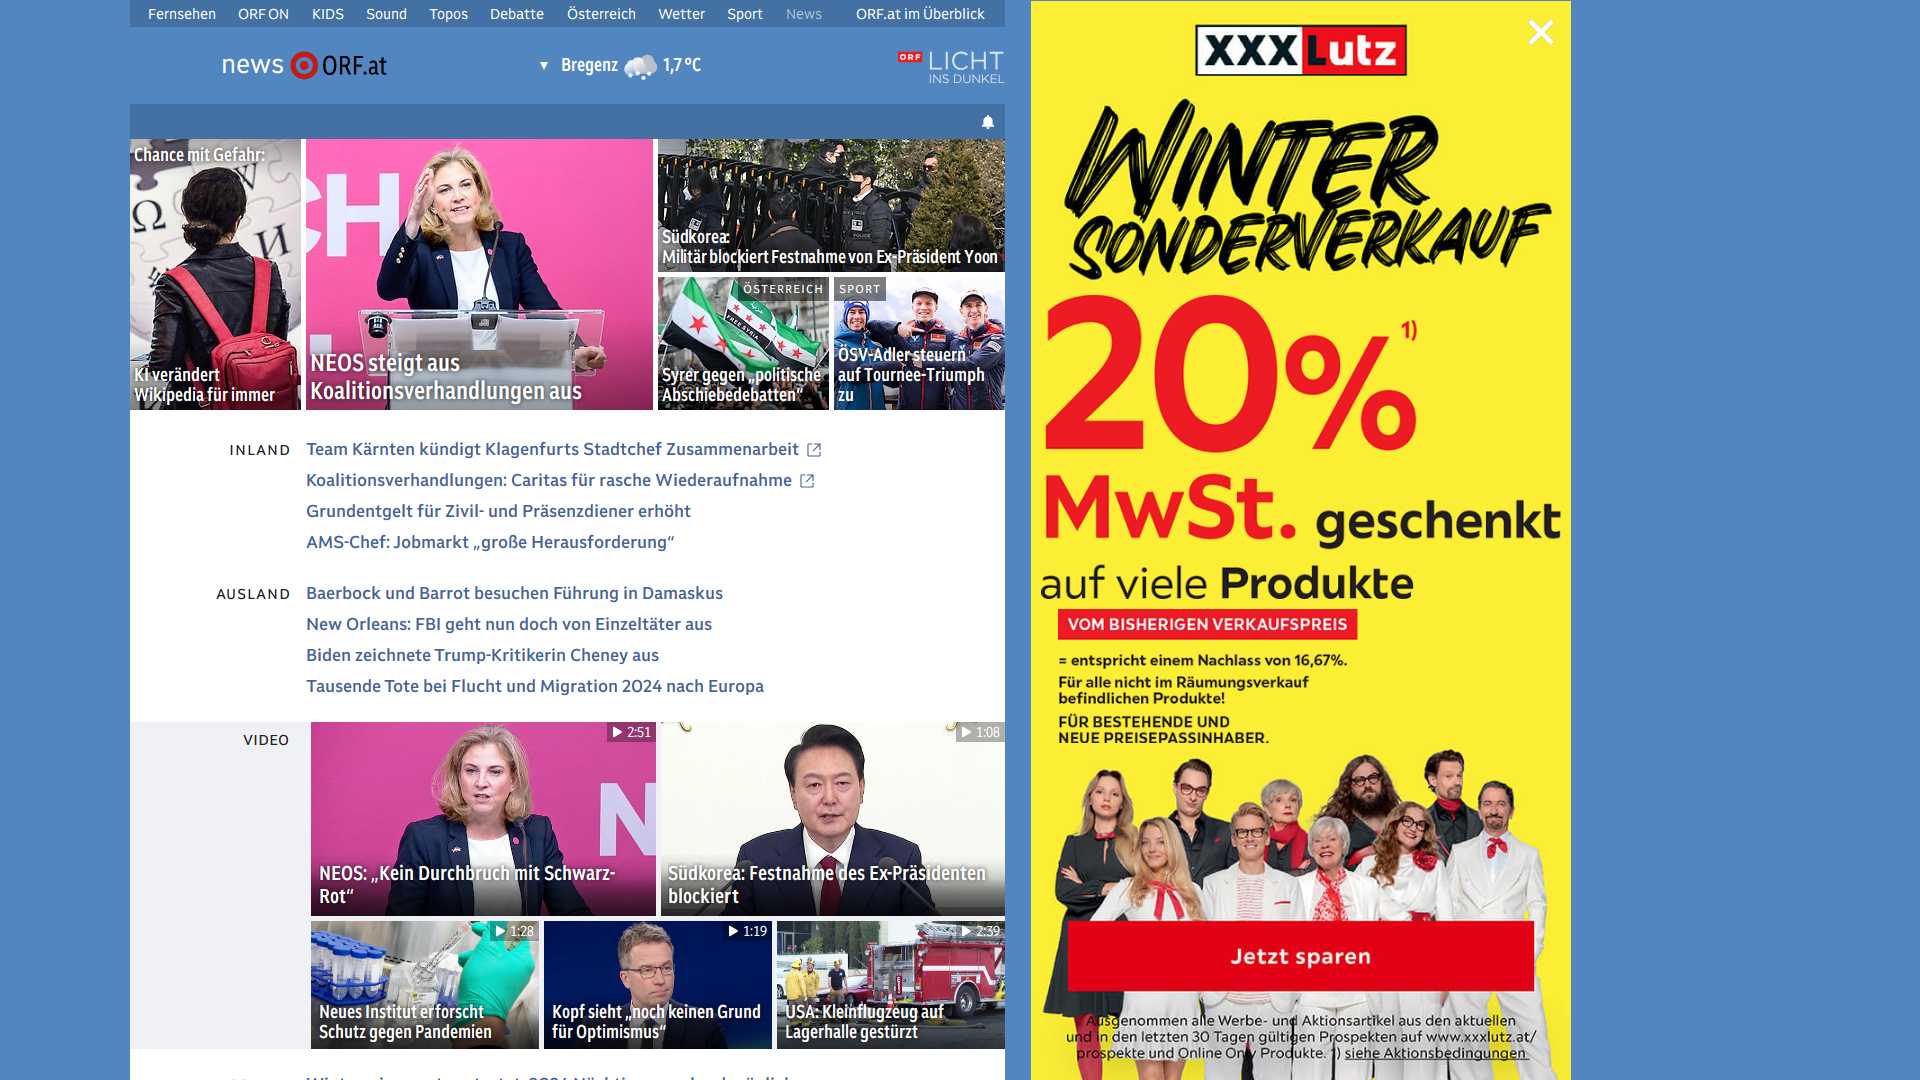 Fernsehen ORF ON KIDS Sound Topos Debatte Österreich Wetter Sport News ORF.at im Überblick
news ORF.at
▼ Bregenz 1,7 °C
ORF LICHT
INS DUNKEL
Chance mit Gefahr:
KI verändert
Wikipedia für immer
NEOS steigt aus
Koalitionsverhandlungen aus
Südkorea:
Militär blockiert Festnahme von Ex-Präsident Yoon
POLICE
ÖSTERREICH
FREE SYRIA
Syrer gegen „politische
Abschiebedebatten“
SPORT
ÖSV-Adler steuern
auf Tournee-Triumph
zu
INLAND
Team Kärnten kündigt Klagenfurts Stadtchef Zusammenarbeit
Koalitionsverhandlungen: Caritas für rasche Wiederaufnahme
Grundentgelt für Zivil- und Präsenzdiener erhöht
AMS-Chef: Jobmarkt „große Herausforderung“
AUSLAND
Baerbock und Barrot besuchen Führung in Damaskus
New Orleans: FBI geht nun doch von Einzeltäter aus
Biden zeichnete Trump-Kritikerin Cheney aus
Tausende Tote bei Flucht und Migration 2024 nach Europa
VIDEO
2:51
NEOS: „Kein Durchbruch mit Schwarz-
Rot“
1:08
Südkorea: Festnahme des Ex-Präsidenten
blockiert
1:28
Neues Institut erforscht
Schutz gegen Pandemien
1:19
Kopf sieht „noch keinen Grund
für Optimismus“
2:39
USA: Kleinflugzeug auf
Lagerhalle gestürzt
XXXLutz
WINTER
SONDERVERKAUF
20% 1)
MwSt. geschenkt
auf viele Produkte
VOM BISHERIGEN VERKAUFSPREIS
= entspricht einem Nachlass von 16,67%.
Für alle nicht im Räumungsverkauf
befindlichen Produkte!
FÜR BESTEHENDE UND
NEUE PREISEPASSINHABER.
Jetzt sparen
Ausgenommen alle Werbe- und Aktionsartikel aus den aktuellen
und in den letzten 30 Tagen gültigen Prospekten auf www.xxxlutz.at/
prospekte und Online Only Produkte. 1) siehe Aktionsbedingungen